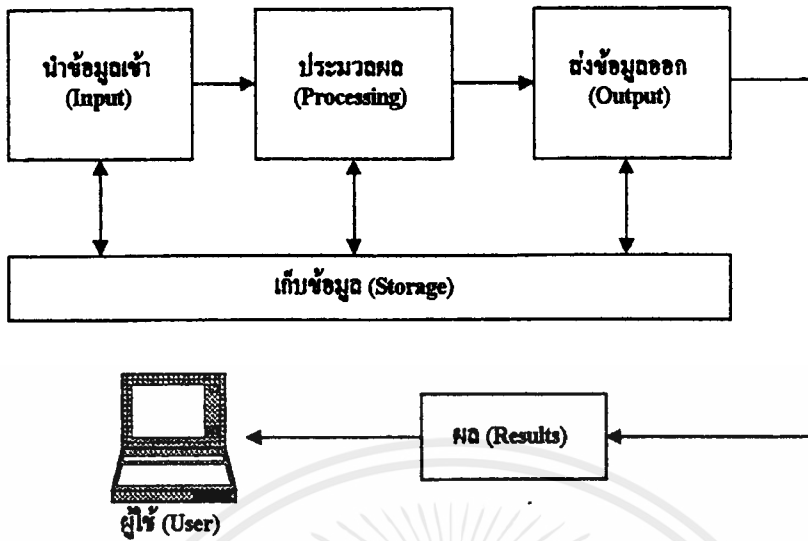 นำข้อมูลเข้า
(Input)
ประมวลผล
(Processing)
ส่งข้อมูลออก
(Output)
เก็บข้อมูล (Storage)
ผล (Results)
ผู้ใช้ (User)